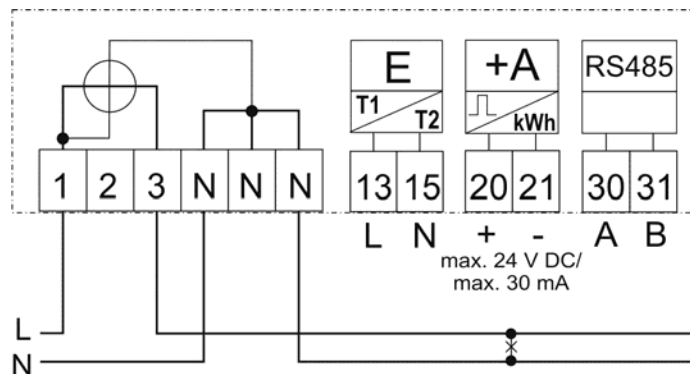 E
T1
T2
+A
kWh
RS485
1 2 3 N N N
13 15
20 21
30 31
L N
+ -
A B
max. 24 V DC/
max. 30 mA
L
N